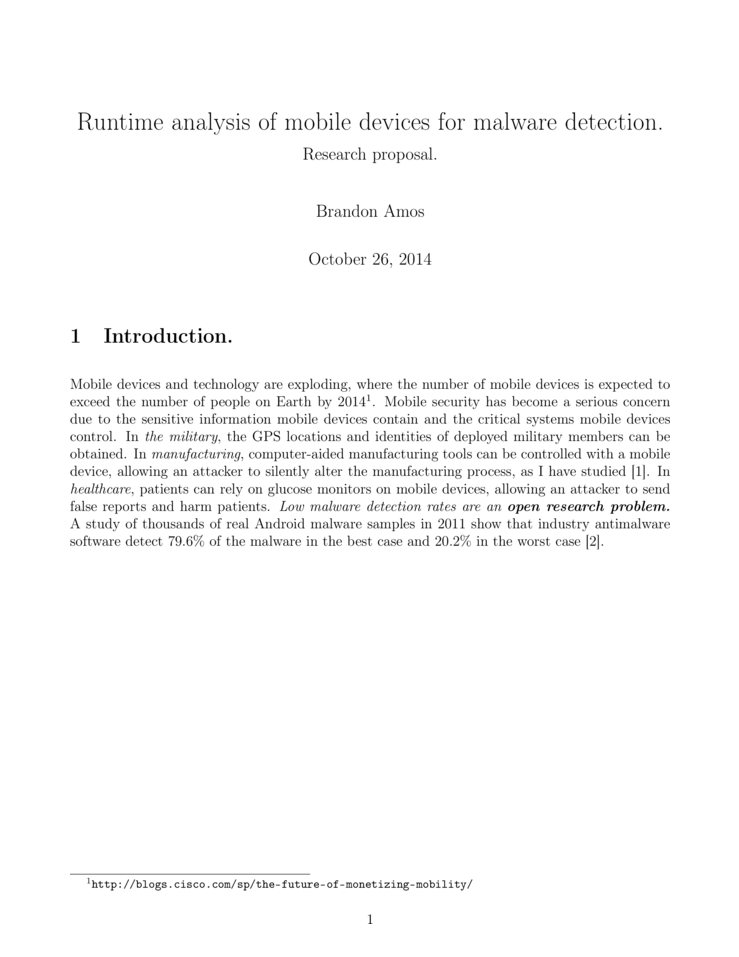 Runtime analysis of mobile devices for malware detection.
Research proposal.
Brandon Amos
October 26, 2014
1 Introduction.
Mobile devices and technology are exploding, where the number of mobile devices is expected to
exceed the number of people on Earth by 2014¹. Mobile security has become a serious concern
due to the sensitive information mobile devices contain and the critical systems mobile devices
control. In the military, the GPS locations and identities of deployed military members can be
obtained. In manufacturing, computer-aided manufacturing tools can be controlled with a mobile
device, allowing an attacker to silently alter the manufacturing process, as I have studied [1]. In
healthcare, patients can rely on glucose monitors on mobile devices, allowing an attacker to send
false reports and harm patients. Low malware detection rates are an open research problem.
A study of thousands of real Android malware samples in 2011 show that industry antimalware
software detect 79.6% of the malware in the best case and 20.2% in the worst case [2].
¹http://blogs.cisco.com/sp/the-future-of-monetizing-mobility/
1